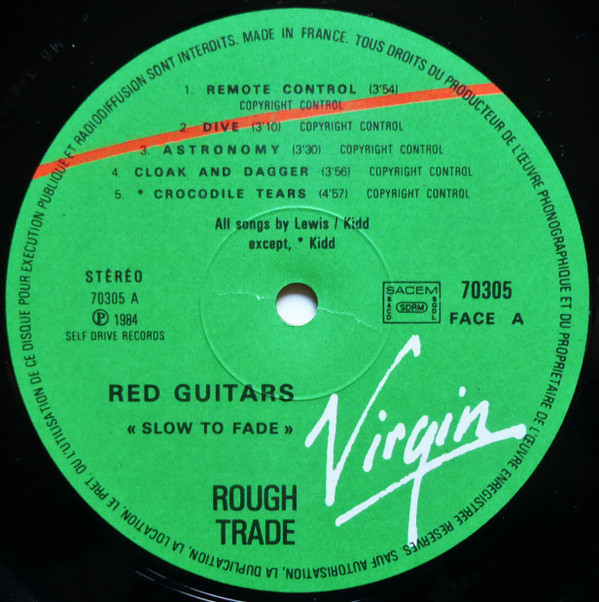 MADE IN FRANCE. TOUS DROITS DU PRODUCTEUR DE L'ŒUVRE PHONOGRAPHIQUE ET DU PROPRIETAIRE DE L'ŒUVRE ENREGISTREE RESERVES. SAUF AUTORISATION, LA DUPLICATION, LA LOCATION, LE PRET, OU L'UTILISATION DE CE DISQUE POUR EXECUTION PUBLIQUE ET RADIODIFFUSION SONT INTERDITS.
1. REMOTE CONTROL (3'54)
COPYRIGHT CONTROL
2. DIVE (3'10) COPYRIGHT CONTROL
3. ASTRONOMY (3'30) COPYRIGHT CONTROL
4. CLOAK AND DAGGER (3'56) COPYRIGHT CONTROL
5. * CROCODILE TEARS (4'57) COPYRIGHT CONTROL
All songs by Lewis / Kidd
except, * Kidd
STÉRÉO
70305 A
℗ 1984
SELF DRIVE RECORDS
SACEM
SACD SDRM SGDL
70305
FACE A
RED GUITARS
« SLOW TO FADE »
Virgin
ROUGH
TRADE